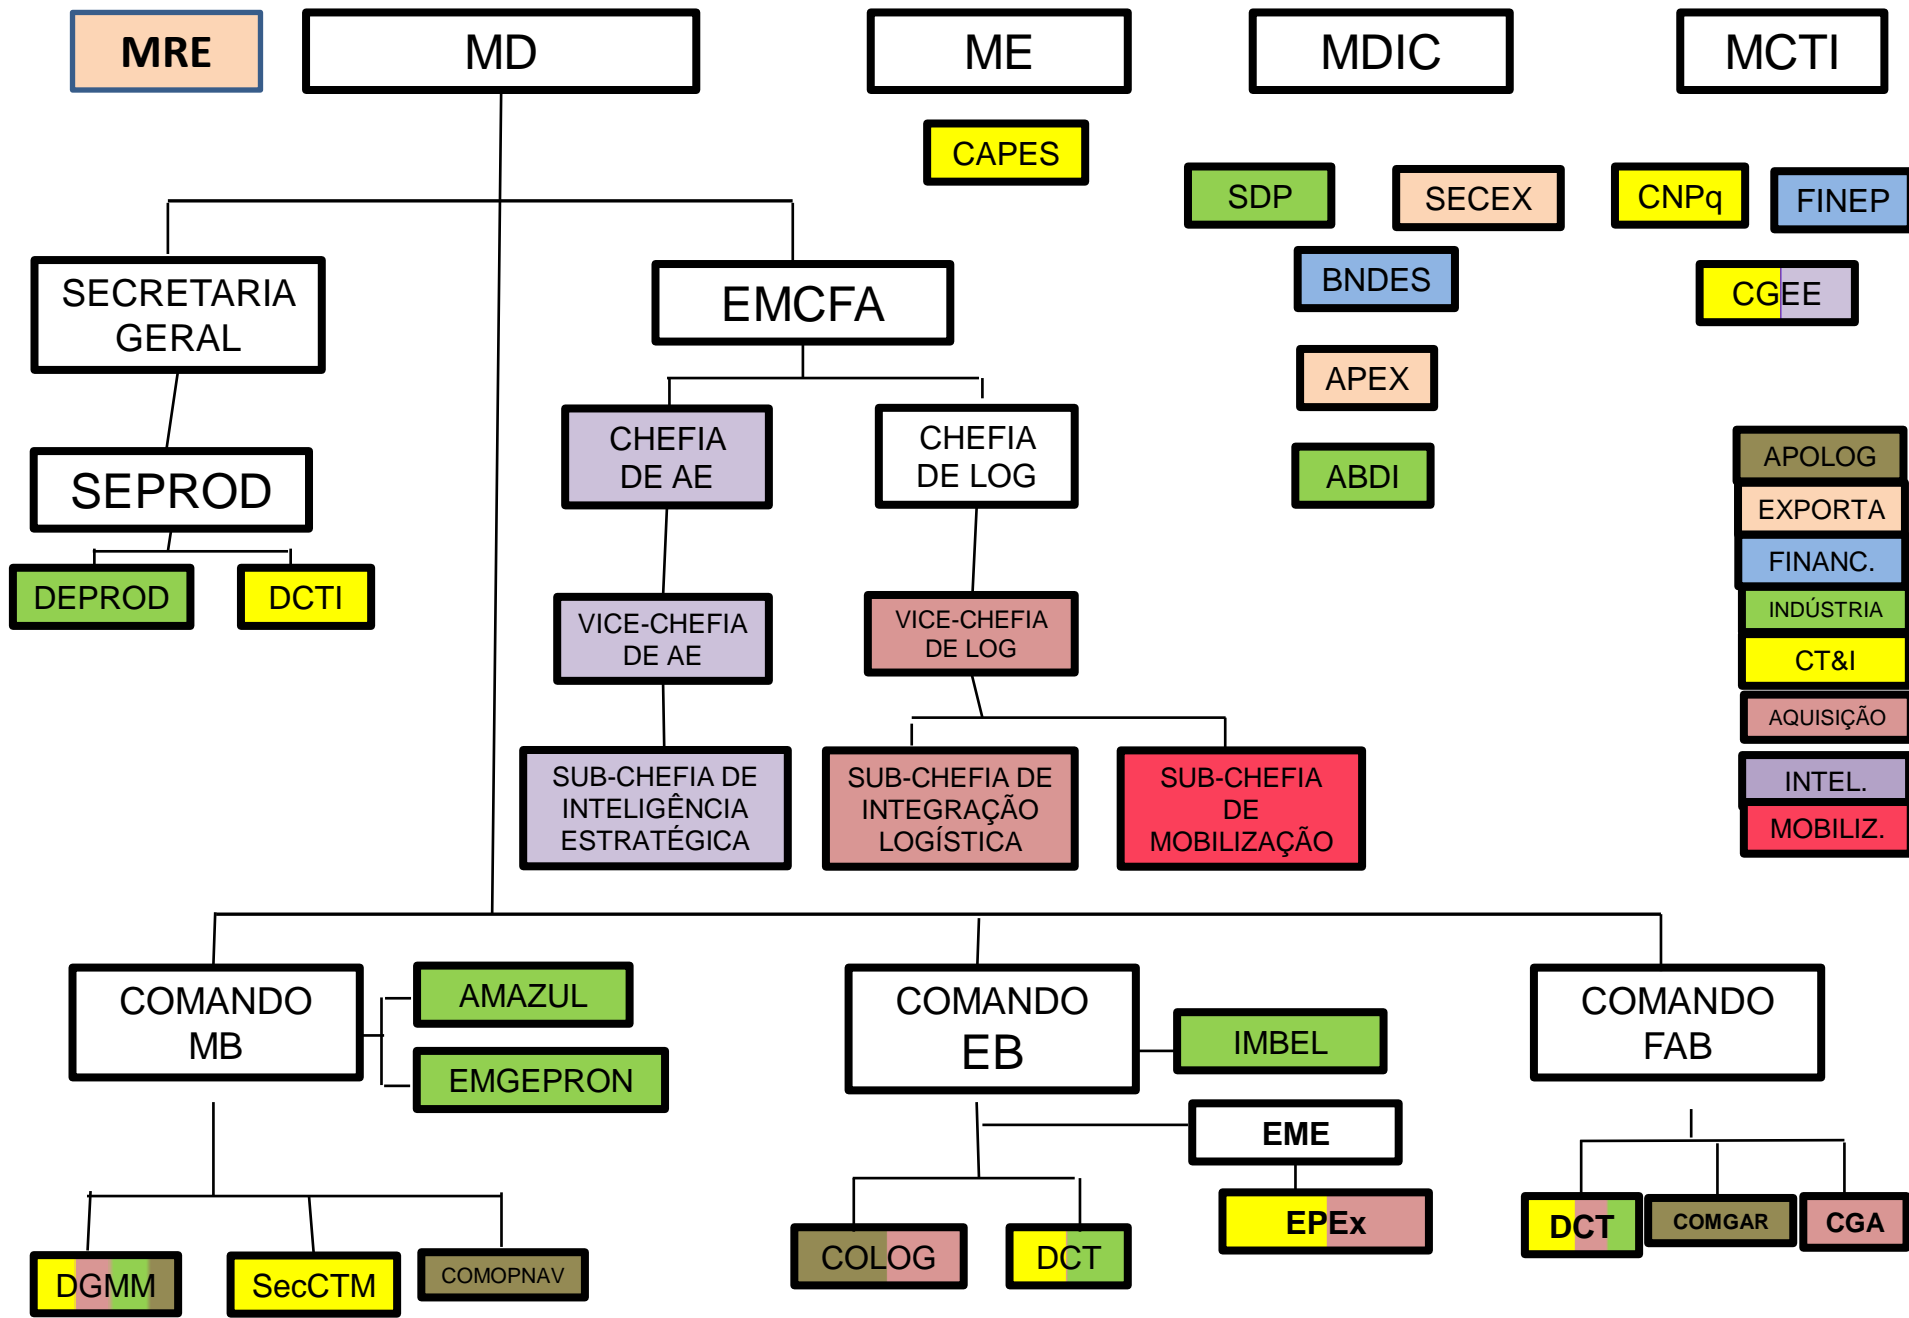 MRE
MD
ME
MDIC
MCTI
CAPES
SDP
SECEX
CNPq
FINEP
BNDES
CGEE
APEX
ABDI
SECRETARIA
GERAL
EMCFA
CHEFIA
DE AE
CHEFIA
DE LOG
SEPROD
DEPROD
DCTI
VICE-CHEFIA
DE AE
VICE-CHEFIA
DE LOG
SUB-CHEFIA DE
INTELIGÊNCIA
ESTRATÉGICA
SUB-CHEFIA DE
INTEGRAÇÃO
LOGÍSTICA
SUB-CHEFIA
DE
MOBILIZAÇÃO
APOLOG
EXPORTA
FINANC.
INDÚSTRIA
CT&I
AQUISIÇÃO
INTEL.
MOBILIZ.
COMANDO
MB
AMAZUL
EMGEPRON
COMANDO
EB
IMBEL
COMANDO
FAB
EME
EPEx
DGMM
SecCTM
COMOPNAV
COLOG
DCT
DCT
COMGAR
CGA